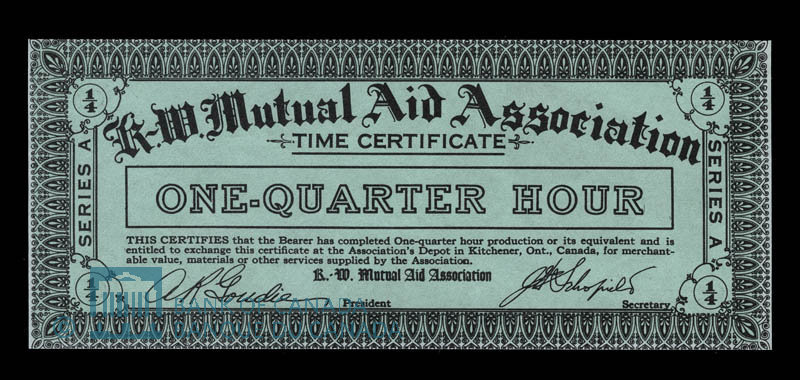 K.-W. Mutual Aid Association
TIME CERTIFICATE
1/4
1/4
SERIES A
SERIES A
ONE-QUARTER HOUR
THIS CERTIFIES that the Bearer has completed One-quarter hour production or its equivalent and is
entitled to exchange this certificate at the Association's Depot in Kitchener, Ont., Canada, for merchant-
able value, materials or other services supplied by the Association.
K.-W. Mutual Aid Association
President
Secretary
1/4
1/4
© BANK OF CANADA
BANQUE DU CANADA